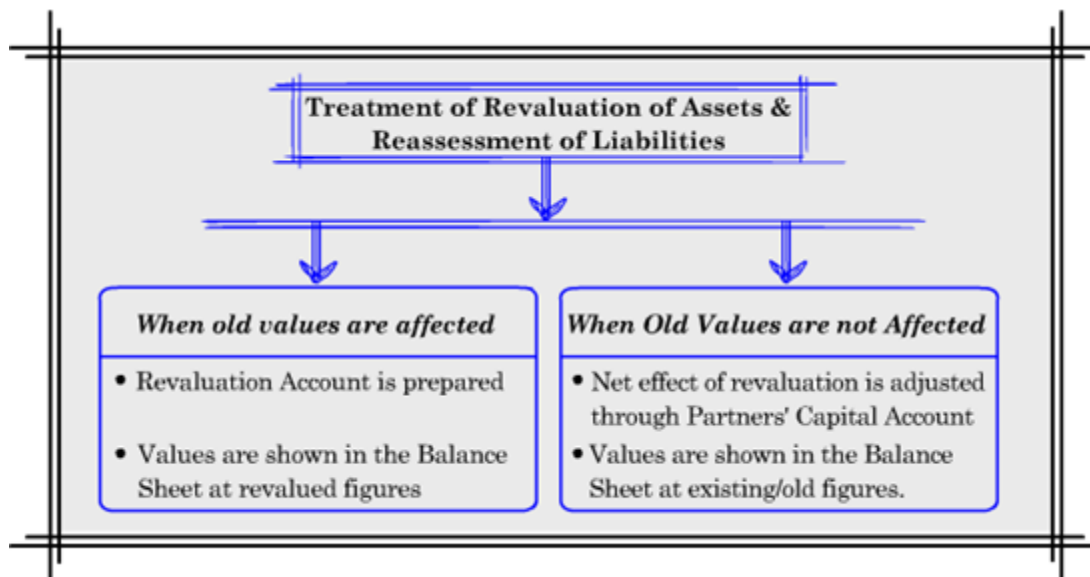 Treatment of Revaluation of Assets &
Reassessment of Liabilities
When old values are affected
• Revaluation Account is prepared
• Values are shown in the Balance
Sheet at revalued figures
When Old Values are not Affected
• Net effect of revaluation is adjusted
through Partners' Capital Account
• Values are shown in the Balance
Sheet at existing/old figures.